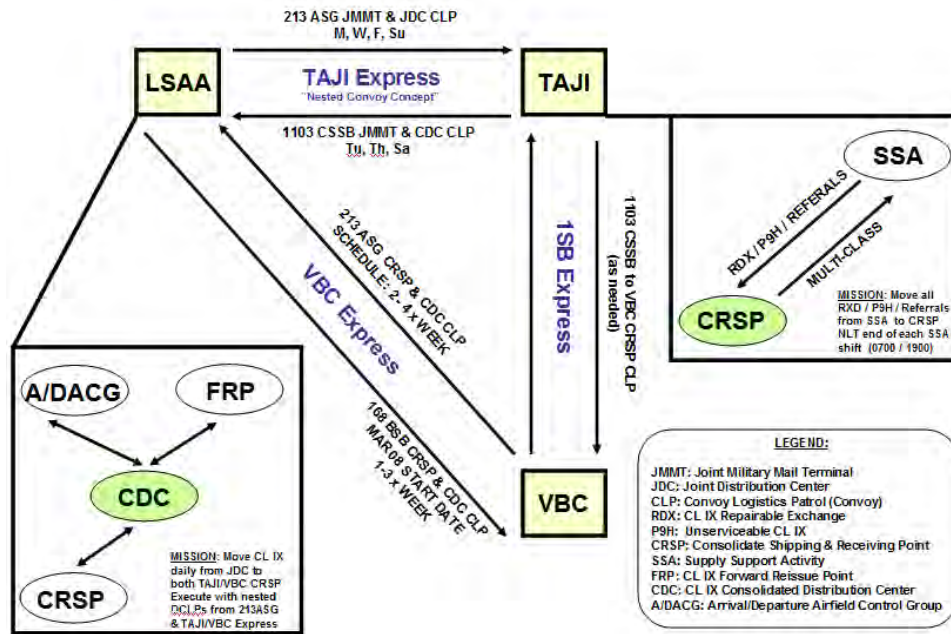 213 ASG JMMT & JDC CLP
M, W, F, Su
LSAA
TAJI Express
"Nested Convoy Concept"
TAJI
1103 CSSB JMMT & CDC CLP
Tu, Th, Sa
213 ASG CRSP & CDC CLP
SCHEDULE: 2 - 4 x WEEK
VBC Express
168 BSB CRSP & CDC CLP
MAR 08 START DATE
1-3 x WEEK
1SB Express
1103 CSSB to VBC CRSP CLP
(as needed)
VBC
SSA
RDX / P9H / REFERRALS
MULTI-CLASS
CRSP
MISSION: Move all
RXD / P9H / Referrals
from SSA to CRSP
NLT end of each SSA
shift (0700 / 1900)
A/DACG
FRP
CDC
CRSP
MISSION: Move CL IX
daily from JDC to
both TAJI/VBC CRSP
Execute with nested
DCLPs from 213ASG
& TAJI/VBC Express
LEGEND:
JMMT: Joint Military Mail Terminal
JDC: Joint Distribution Center
CLP: Convoy Logistics Patrol (Convoy)
RDX: CL IX Repairable Exchange
P9H: Unserviceable CL IX
CRSP: Consolidate Shipping & Receiving Point
SSA: Supply Support Activity
FRP: CL IX Forward Reissue Point
CDC: CL IX Consolidated Distribution Center
A/DACG: Arrival/Departure Airfield Control Group